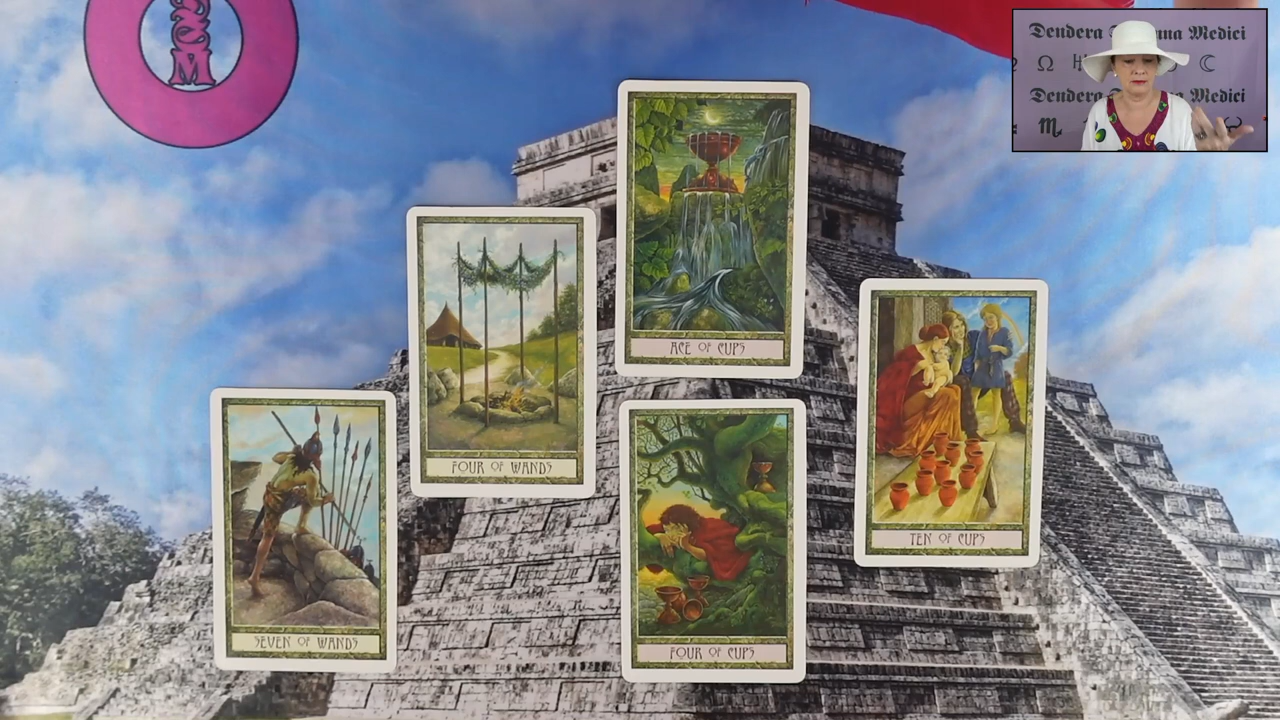 Dendera
Medici
Dendera
Medici
ACE OF CUPS
FOUR OF WANDS
TEN OF CUPS
SEVEN OF WANDS
FOUR OF CUPS